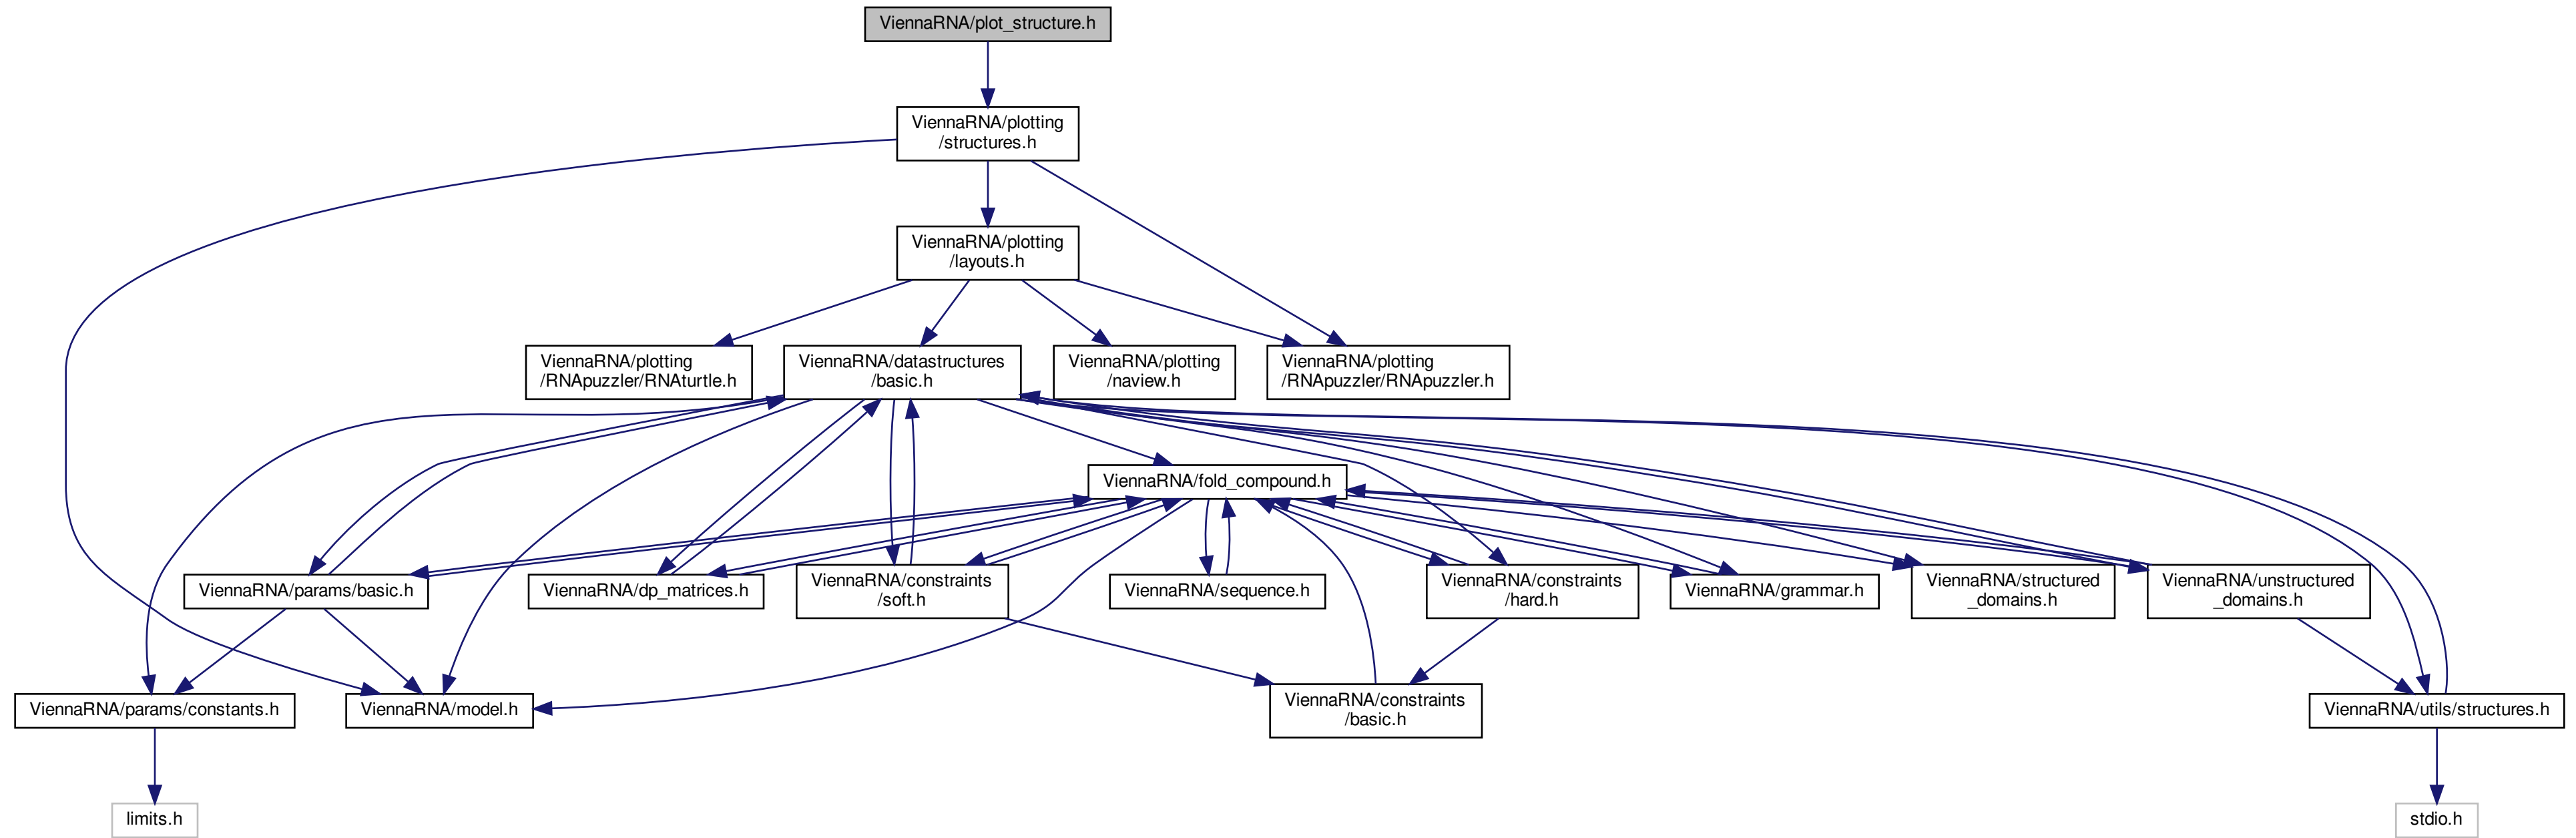 ViennaRNA/plot_structure.h
ViennaRNA/plotting
/structures.h
ViennaRNA/plotting
/layouts.h
ViennaRNA/plotting
/RNApuzzler/RNAturtle.h
ViennaRNA/datastructures
/basic.h
ViennaRNA/plotting
/naview.h
ViennaRNA/plotting
/RNApuzzler/RNApuzzler.h
ViennaRNA/fold_compound.h
ViennaRNA/params/basic.h
ViennaRNA/dp_matrices.h
ViennaRNA/constraints
/soft.h
ViennaRNA/sequence.h
ViennaRNA/constraints
/hard.h
ViennaRNA/grammar.h
ViennaRNA/structured
_domains.h
ViennaRNA/unstructured
_domains.h
ViennaRNA/params/constants.h
ViennaRNA/model.h
ViennaRNA/constraints
/basic.h
ViennaRNA/utils/structures.h
limits.h
stdio.h